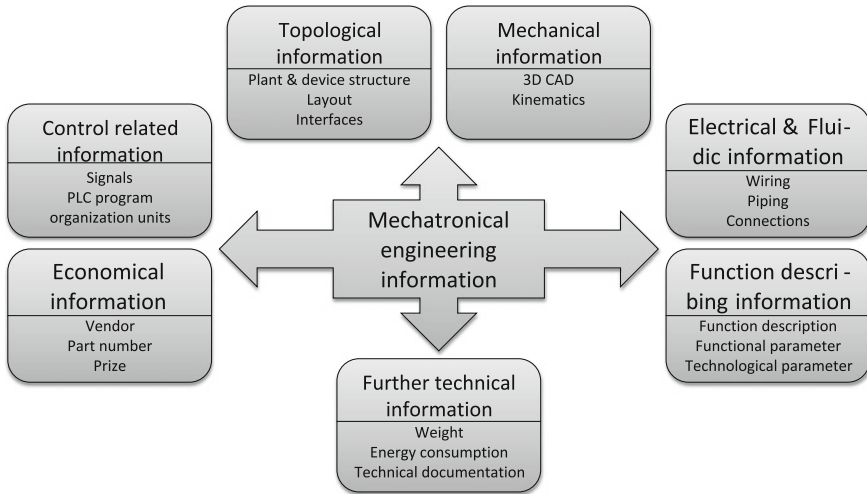 Topological
information
Plant & device structure
Layout
Interfaces
Mechanical
information
3D CAD
Kinematics
Control related
information
Signals
PLC program
organization units
Electrical & Flui-
dic information
Wiring
Piping
Connections
Mechatronical
engineering
information
Economical
information
Vendor
Part number
Prize
Function descri -
bing information
Function description
Functional parameter
Technological parameter
Further technical
information
Weight
Energy consumption
Technical documentation